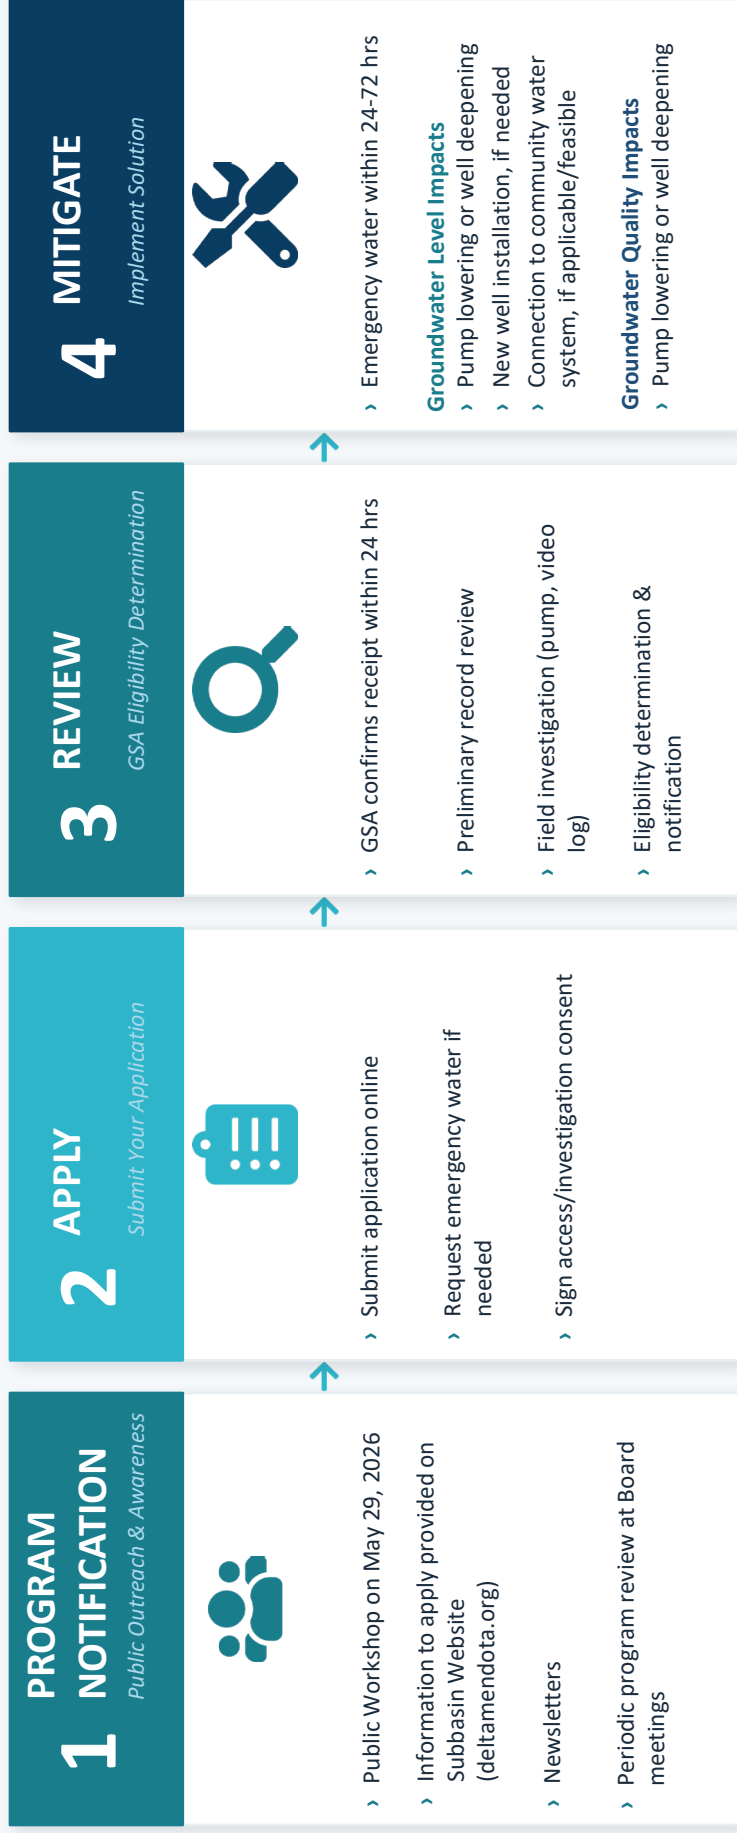 1
PROGRAM
NOTIFICATION
Public Outreach & Awareness
› Public Workshop on May 29, 2026
› Information to apply provided on
Subbasin Website
(deltamendota.org)
› Newsletters
› Periodic program review at Board
meetings
2 APPLY
Submit Your Application
› Submit application online
› Request emergency water if
needed
› Sign access/investigation consent
3 REVIEW
GSA Eligibility Determination
› GSA confirms receipt within 24 hrs
› Preliminary record review
› Field investigation (pump, video
log)
› Eligibility determination &
notification
4 MITIGATE
Implement Solution
› Emergency water within 24-72 hrs
Groundwater Level Impacts
› Pump lowering or well deepening
› New well installation, if needed
› Connection to community water
system, if applicable/feasible
Groundwater Quality Impacts
› Pump lowering or well deepening